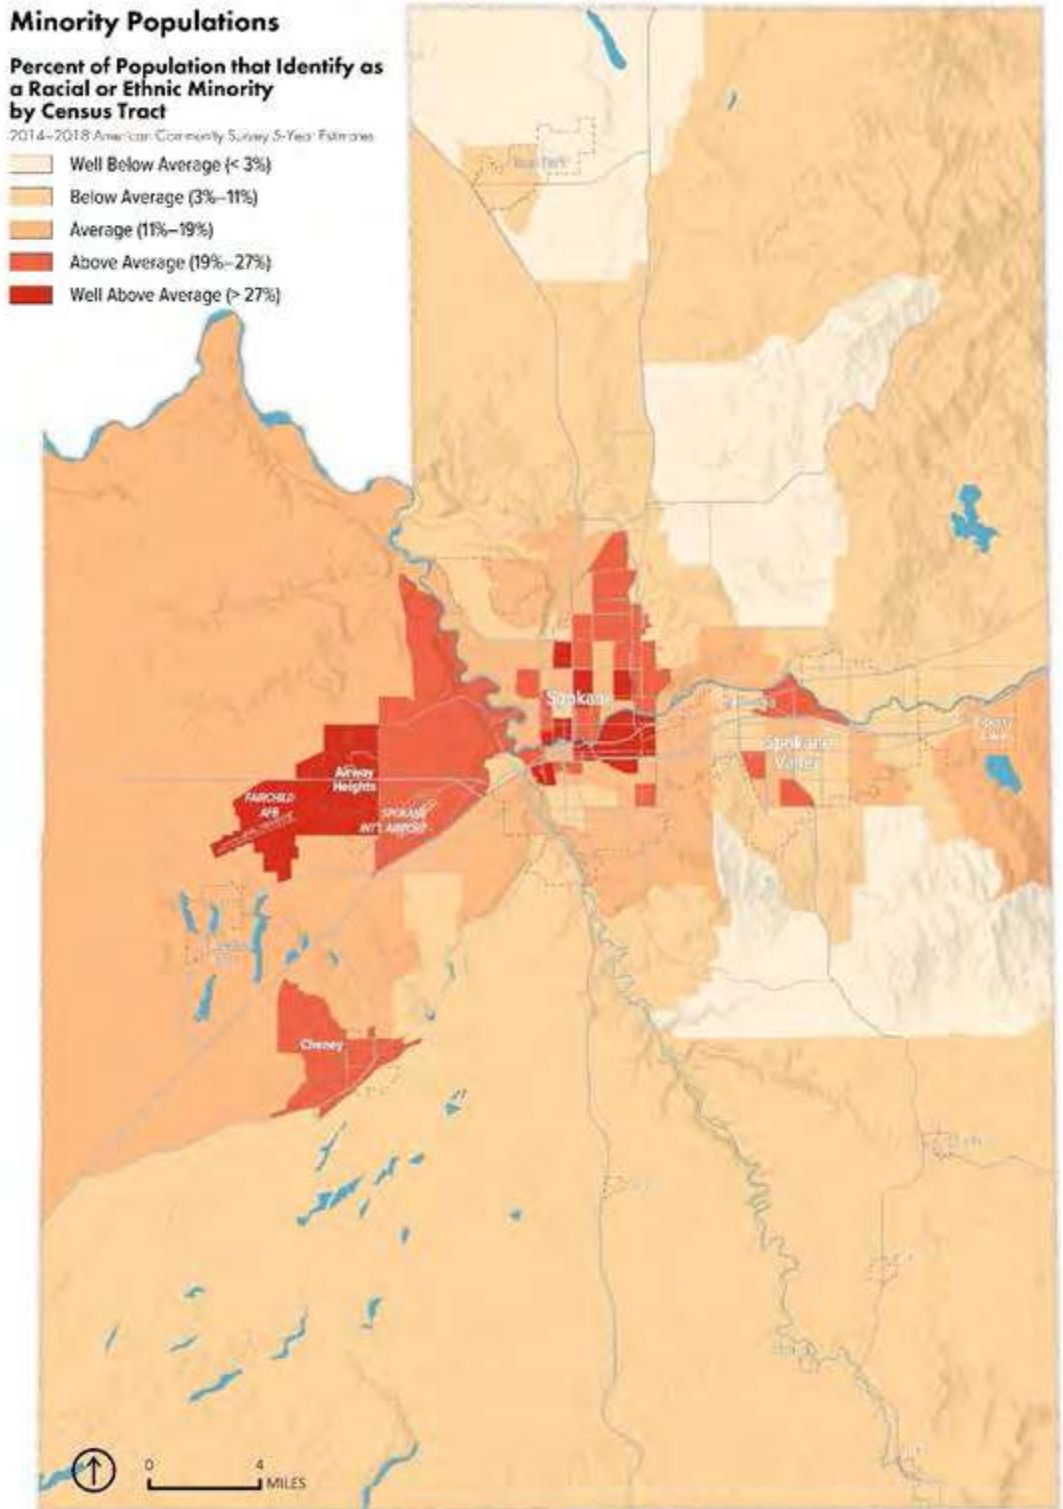 Minority Populations
Percent of Population that Identify as
a Racial or Ethnic Minority
by Census Tract
2014–2018 American Community Survey 5-Year Estimates
Well Below Average (< 3%)
Below Average (3%–11%)
Average (11%–19%)
Above Average (19%–27%)
Well Above Average (> 27%)
Spokane
Spokane
Valley
Liberty
Lake
Airway
Heights
FAIRCHILD
AFB
SPOKANE
INT'L AIRPORT
Cheney
0 4
MILES